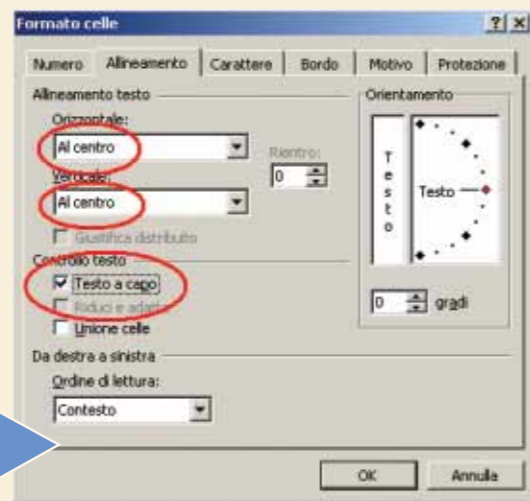 Formato celle
Numero Allineamento Carattere Bordo Motivo Protezione
Allineamento testo
Orizzontale:
Al centro
Rientro:
0
Verticale:
Al centro
Giustifica distribuito
Controllo testo
Testo a capo
Riduci e adatta
Unione celle
Da destra a sinistra
Ordine di lettura:
Contesto
Orientamento
Testo
Testo
0 gradi
OK Annulla